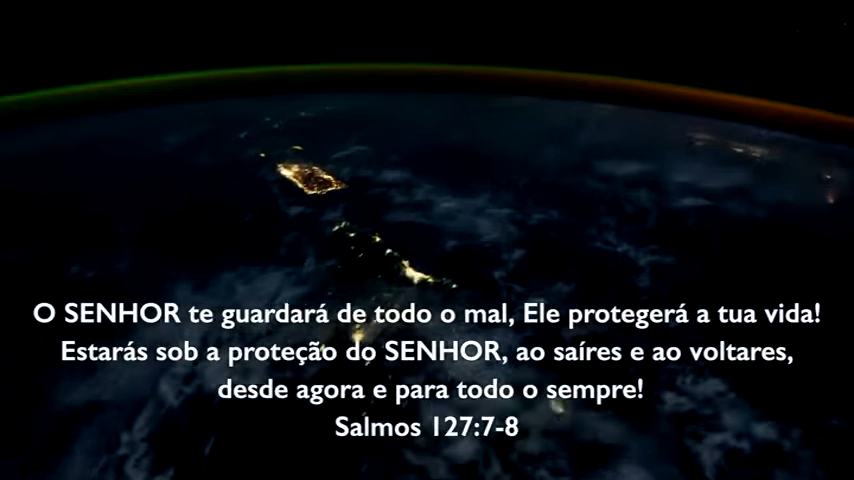 O SENHOR te guardará de todo o mal, Ele protegerá a tua vida!
Estarás sob a proteção do SENHOR, ao saíres e ao voltares,
desde agora e para todo o sempre!
Salmos 127:7-8